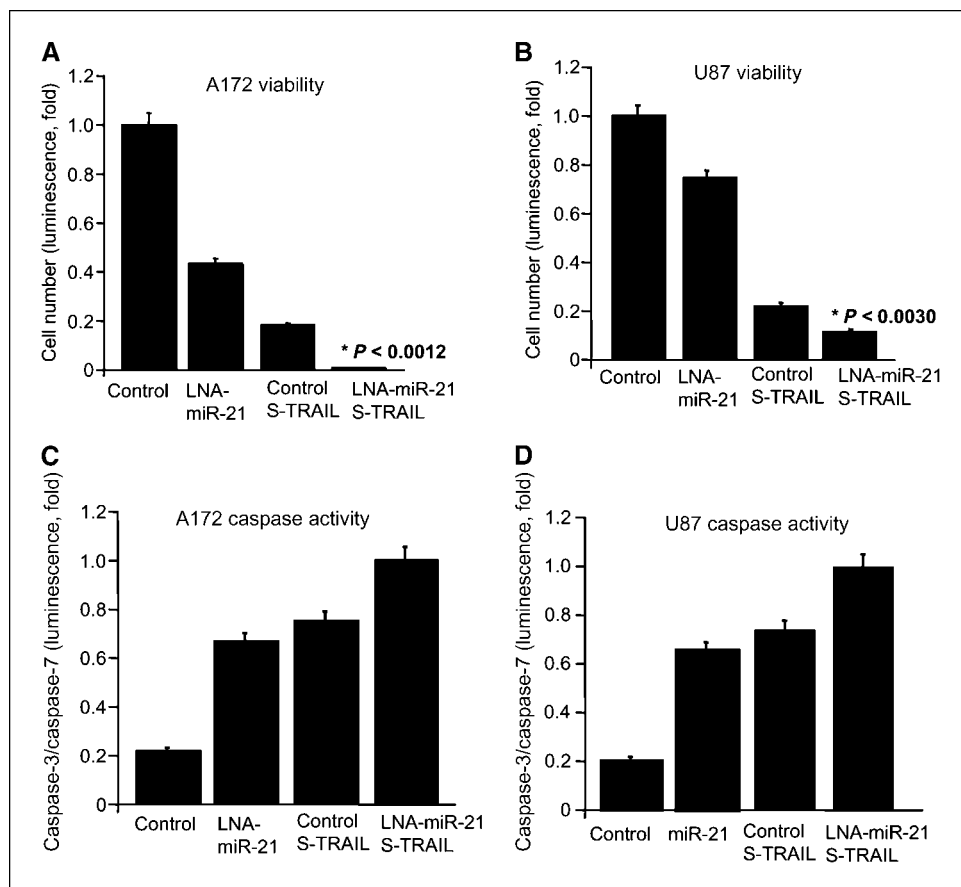 A
A172 viability
Cell number (luminescence, fold)
1.2
1.0
0.8
0.6
0.4
0.2
0
* P < 0.0012
Control
LNA-
miR-21
Control
S-TRAIL
LNA-miR-21
S-TRAIL
B
U87 viability
Cell number (luminescence, fold)
1.2
1.0
0.8
0.6
0.4
0.2
0
* P < 0.0030
Control
LNA-
miR-21
Control
S-TRAIL
LNA-miR-21
S-TRAIL
C
A172 caspase activity
Caspase-3/caspase-7 (luminescence, fold)
1.2
1.0
0.8
0.6
0.4
0.2
0
Control
LNA-
miR-21
Control
S-TRAIL
LNA-miR-21
S-TRAIL
D
U87 caspase activity
Caspase-3/caspase-7 (luminescence, fold)
1.2
1.0
0.8
0.6
0.4
0.2
0
Control
miR-21
Control
S-TRAIL
LNA-miR-21
S-TRAIL